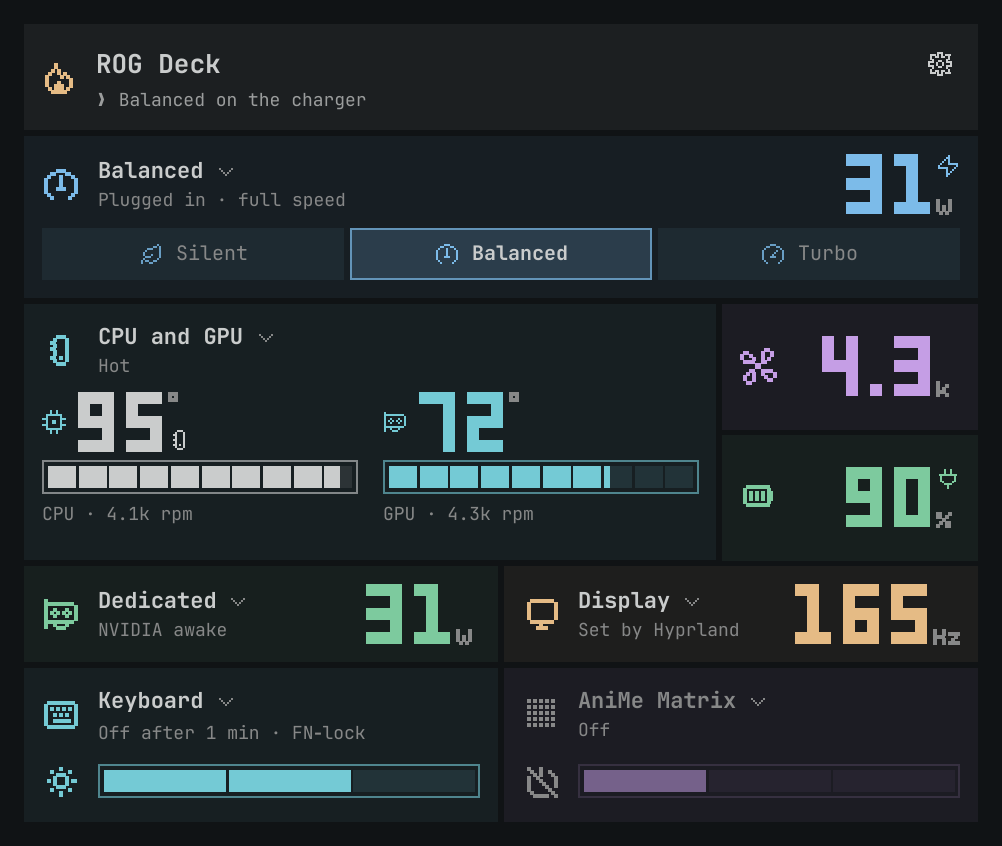 ROG Deck
❫ Balanced on the charger
Balanced
Plugged in · full speed
31 W
Silent
Balanced
Turbo
CPU and GPU
Hot
95°
72°
CPU · 4.1k rpm
GPU · 4.3k rpm
4.3 k
90 %
Dedicated
NVIDIA awake
31 W
Display
Set by Hyprland
165 Hz
Keyboard
Off after 1 min · FN-lock
AniMe Matrix
Off